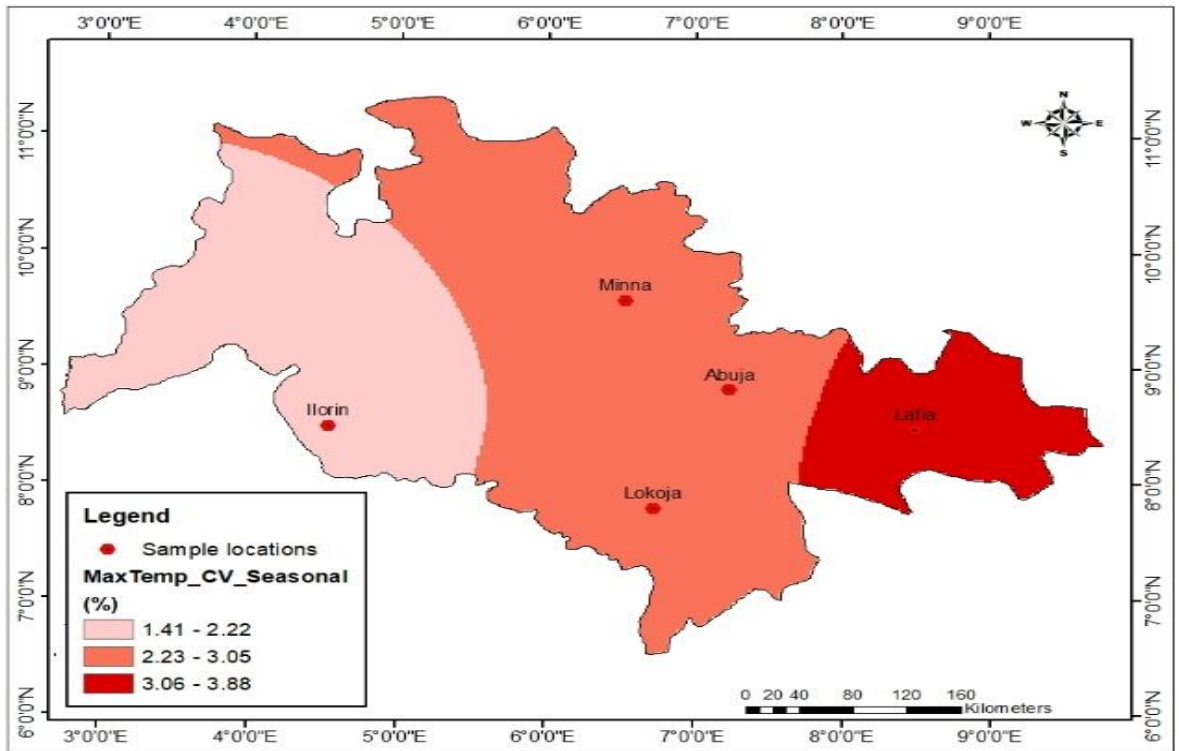 3°0'0"E 4°0'0"E 5°0'0"E 6°0'0"E 7°0'0"E 8°0'0"E 9°0'0"E
N
W E
S
11°0'0"N 11°0'0"N
10°0'0"N 10°0'0"N
Minna
9°0'0"N 9°0'0"N
Abuja
Ilorin
Lafia
8°0'0"N 8°0'0"N
Lokoja
Legend
Sample locations
MaxTemp_CV_Seasonal
(%)
1.41 - 2.22
2.23 - 3.05
3.06 - 3.88
7°0'0"N 7°0'0"N
0 20 40 80 120 160
Kilometers
6°0'0"N 6°0'0"N
3°0'0"E 4°0'0"E 5°0'0"E 6°0'0"E 7°0'0"E 8°0'0"E 9°0'0"E